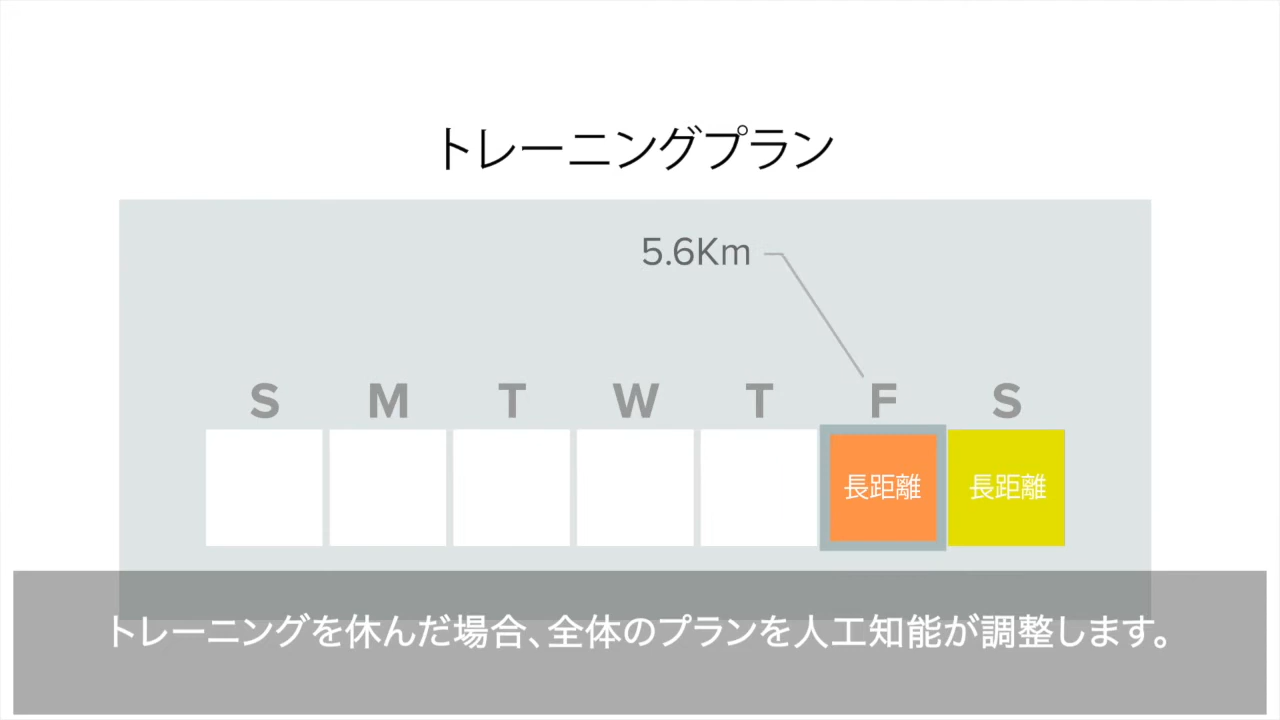 トレーニングプラン
5.6Km
S M T W T F S
長距離 長距離
トレーニングを休んだ場合、全体のプランを人工知能が調整します。